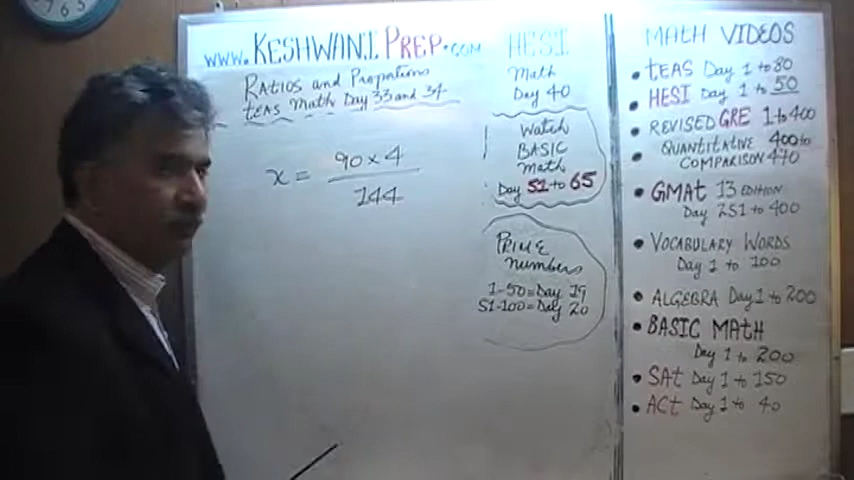 www.KESHWANI PREP.com
RATIOS and Propations
tEAS Math Day 33 and 34
x = 90 × 4
144
HESI
Math
Day 40
Watch
BASIC
Math
Day 51 to 65
PRIME
numbers
1-50=Day 19
51-100=Day 20
MATH VIDEOS
• tEAS Day 1 to 80
• HESI Day 1 to 50
• REVISED GRE 1 to 400
• QUANTITATIVE 400 to
COMPARISON 470
• GMAt 13 EDITION
Day 251 to 400
• VOCABULARY WORDS
Day 1 to 100
• ALGEBRA Day 1 to 200
• BASIC MATH
Day 1 to 200
• SAt Day 1 to 150
• ACt Day 1 to 40
7 6 5